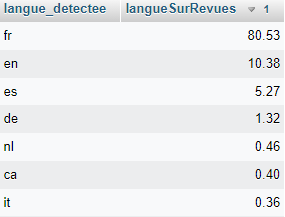 langue_detectee langueSurRevues 1
fr 80.53
en 10.38
es 5.27
de 1.32
nl 0.46
ca 0.40
it 0.36